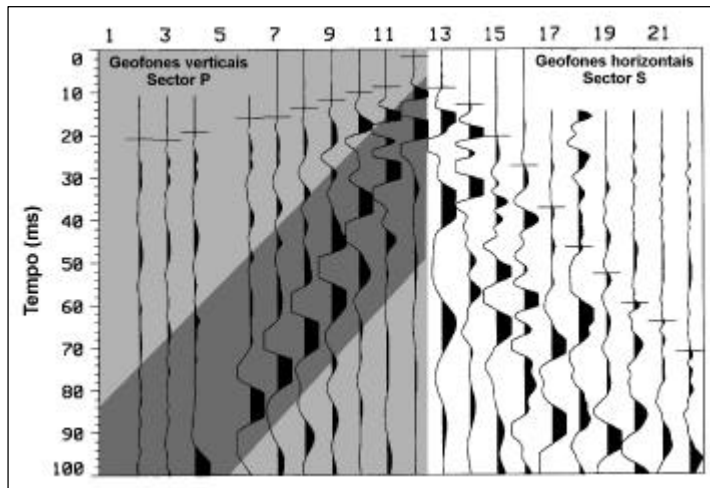 1 3 5 7 9 11 13 15 17 19 21
Geofones verticais
Sector P
Geofones horizontais
Sector S
Tempo (ms)
0
10
20
30
40
50
60
70
80
90
100